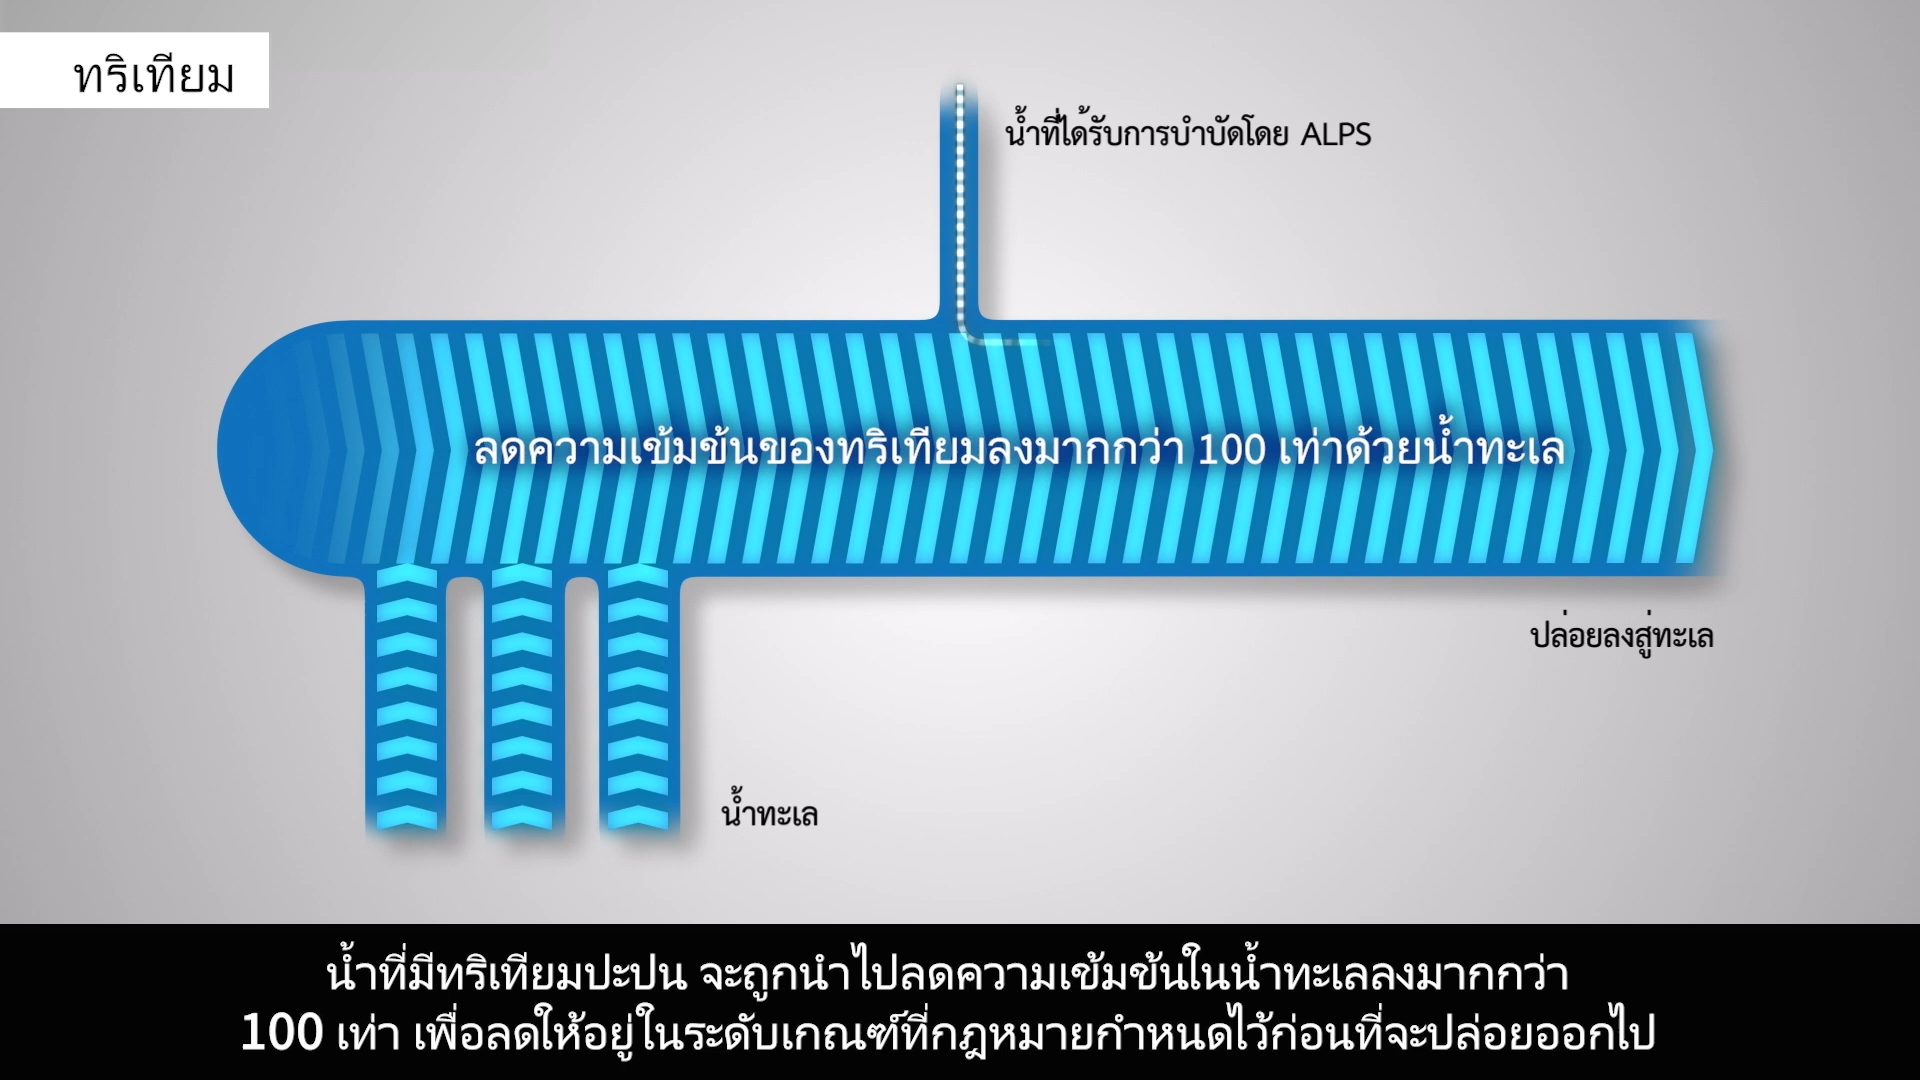 ทริเทียม
น้ำที่ได้รับการบำบัดโดย ALPS
ลดความเข้มข้นของทริเทียมลงมากกว่า 100 เท่าด้วยน้ำทะเล
ปล่อยลงสู่ทะเล
น้ำทะเล
น้ำที่มีทริเทียมปะปน จะถูกนำไปลดความเข้มข้นในน้ำทะเลลงมากกว่า
100 เท่า เพื่อลดให้อยู่ในระดับเกณฑ์ที่กฎหมายกำหนดไว้ก่อนที่จะปล่อยออกไป